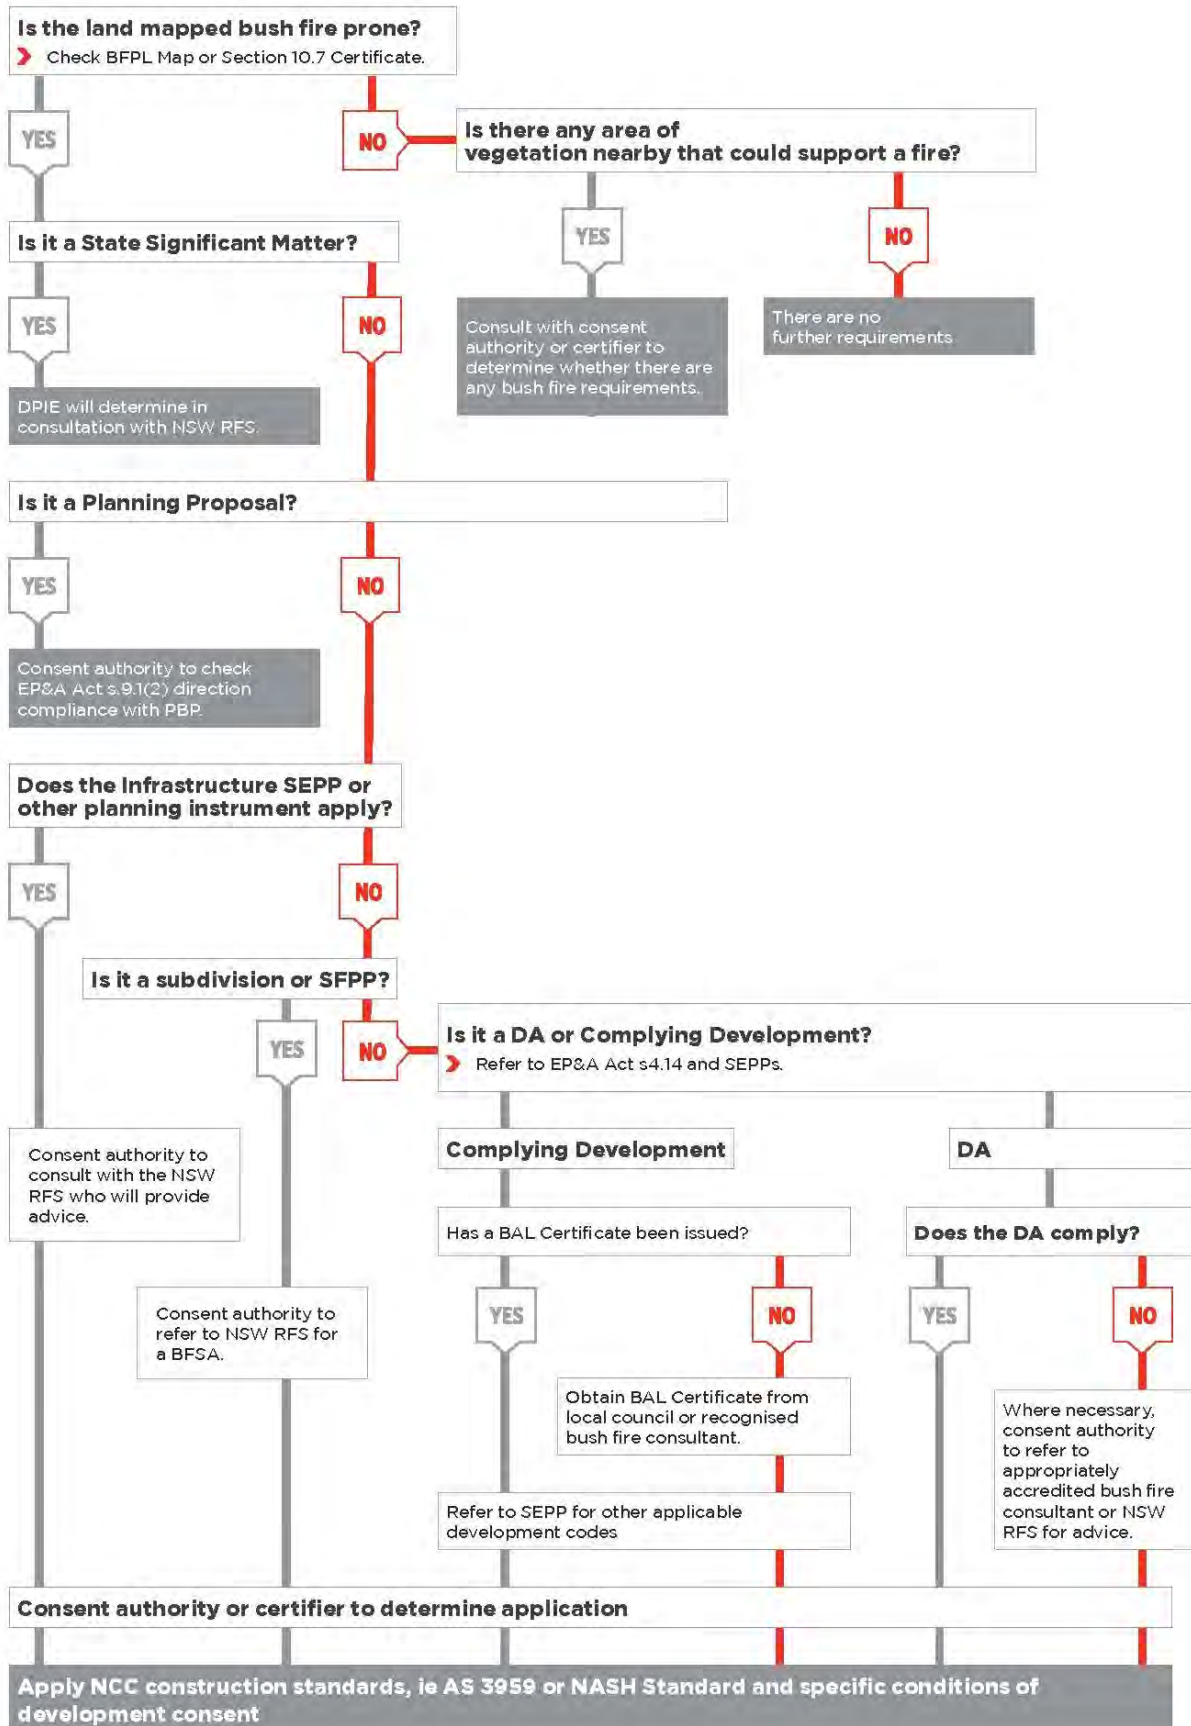 Is the land mapped bush fire prone?
Check BFPL Map or Section 10.7 Certificate.
YES
NO
Is there any area of
vegetation nearby that could support a fire?
YES
NO
Consult with consent
authority or certifier to
determine whether there are
any bush fire requirements.
There are no
further requirements
Is it a State Significant Matter?
YES
NO
DPIE will determine in
consultation with NSW RFS.
Is it a Planning Proposal?
YES
NO
Consent authority to check
EP&A Act s.9.1(2) direction
compliance with PBP.
Does the Infrastructure SEPP or
other planning instrument apply?
YES
NO
Is it a subdivision or SFPP?
YES
NO
Is it a DA or Complying Development?
Refer to EP&A Act s4.14 and SEPPs.
Consent authority to
consult with the NSW
RFS who will provide
advice.
Consent authority to
refer to NSW RFS for
a BFSA.
Complying Development
Has a BAL Certificate been issued?
YES
NO
Obtain BAL Certificate from
local council or recognised
bush fire consultant.
Refer to SEPP for other applicable
development codes
DA
Does the DA comply?
YES
NO
Where necessary,
consent authority
to refer to
appropriately
accredited bush fire
consultant or NSW
RFS for advice.
Consent authority or certifier to determine application
Apply NCC construction standards, ie AS 3959 or NASH Standard and specific conditions of
development consent